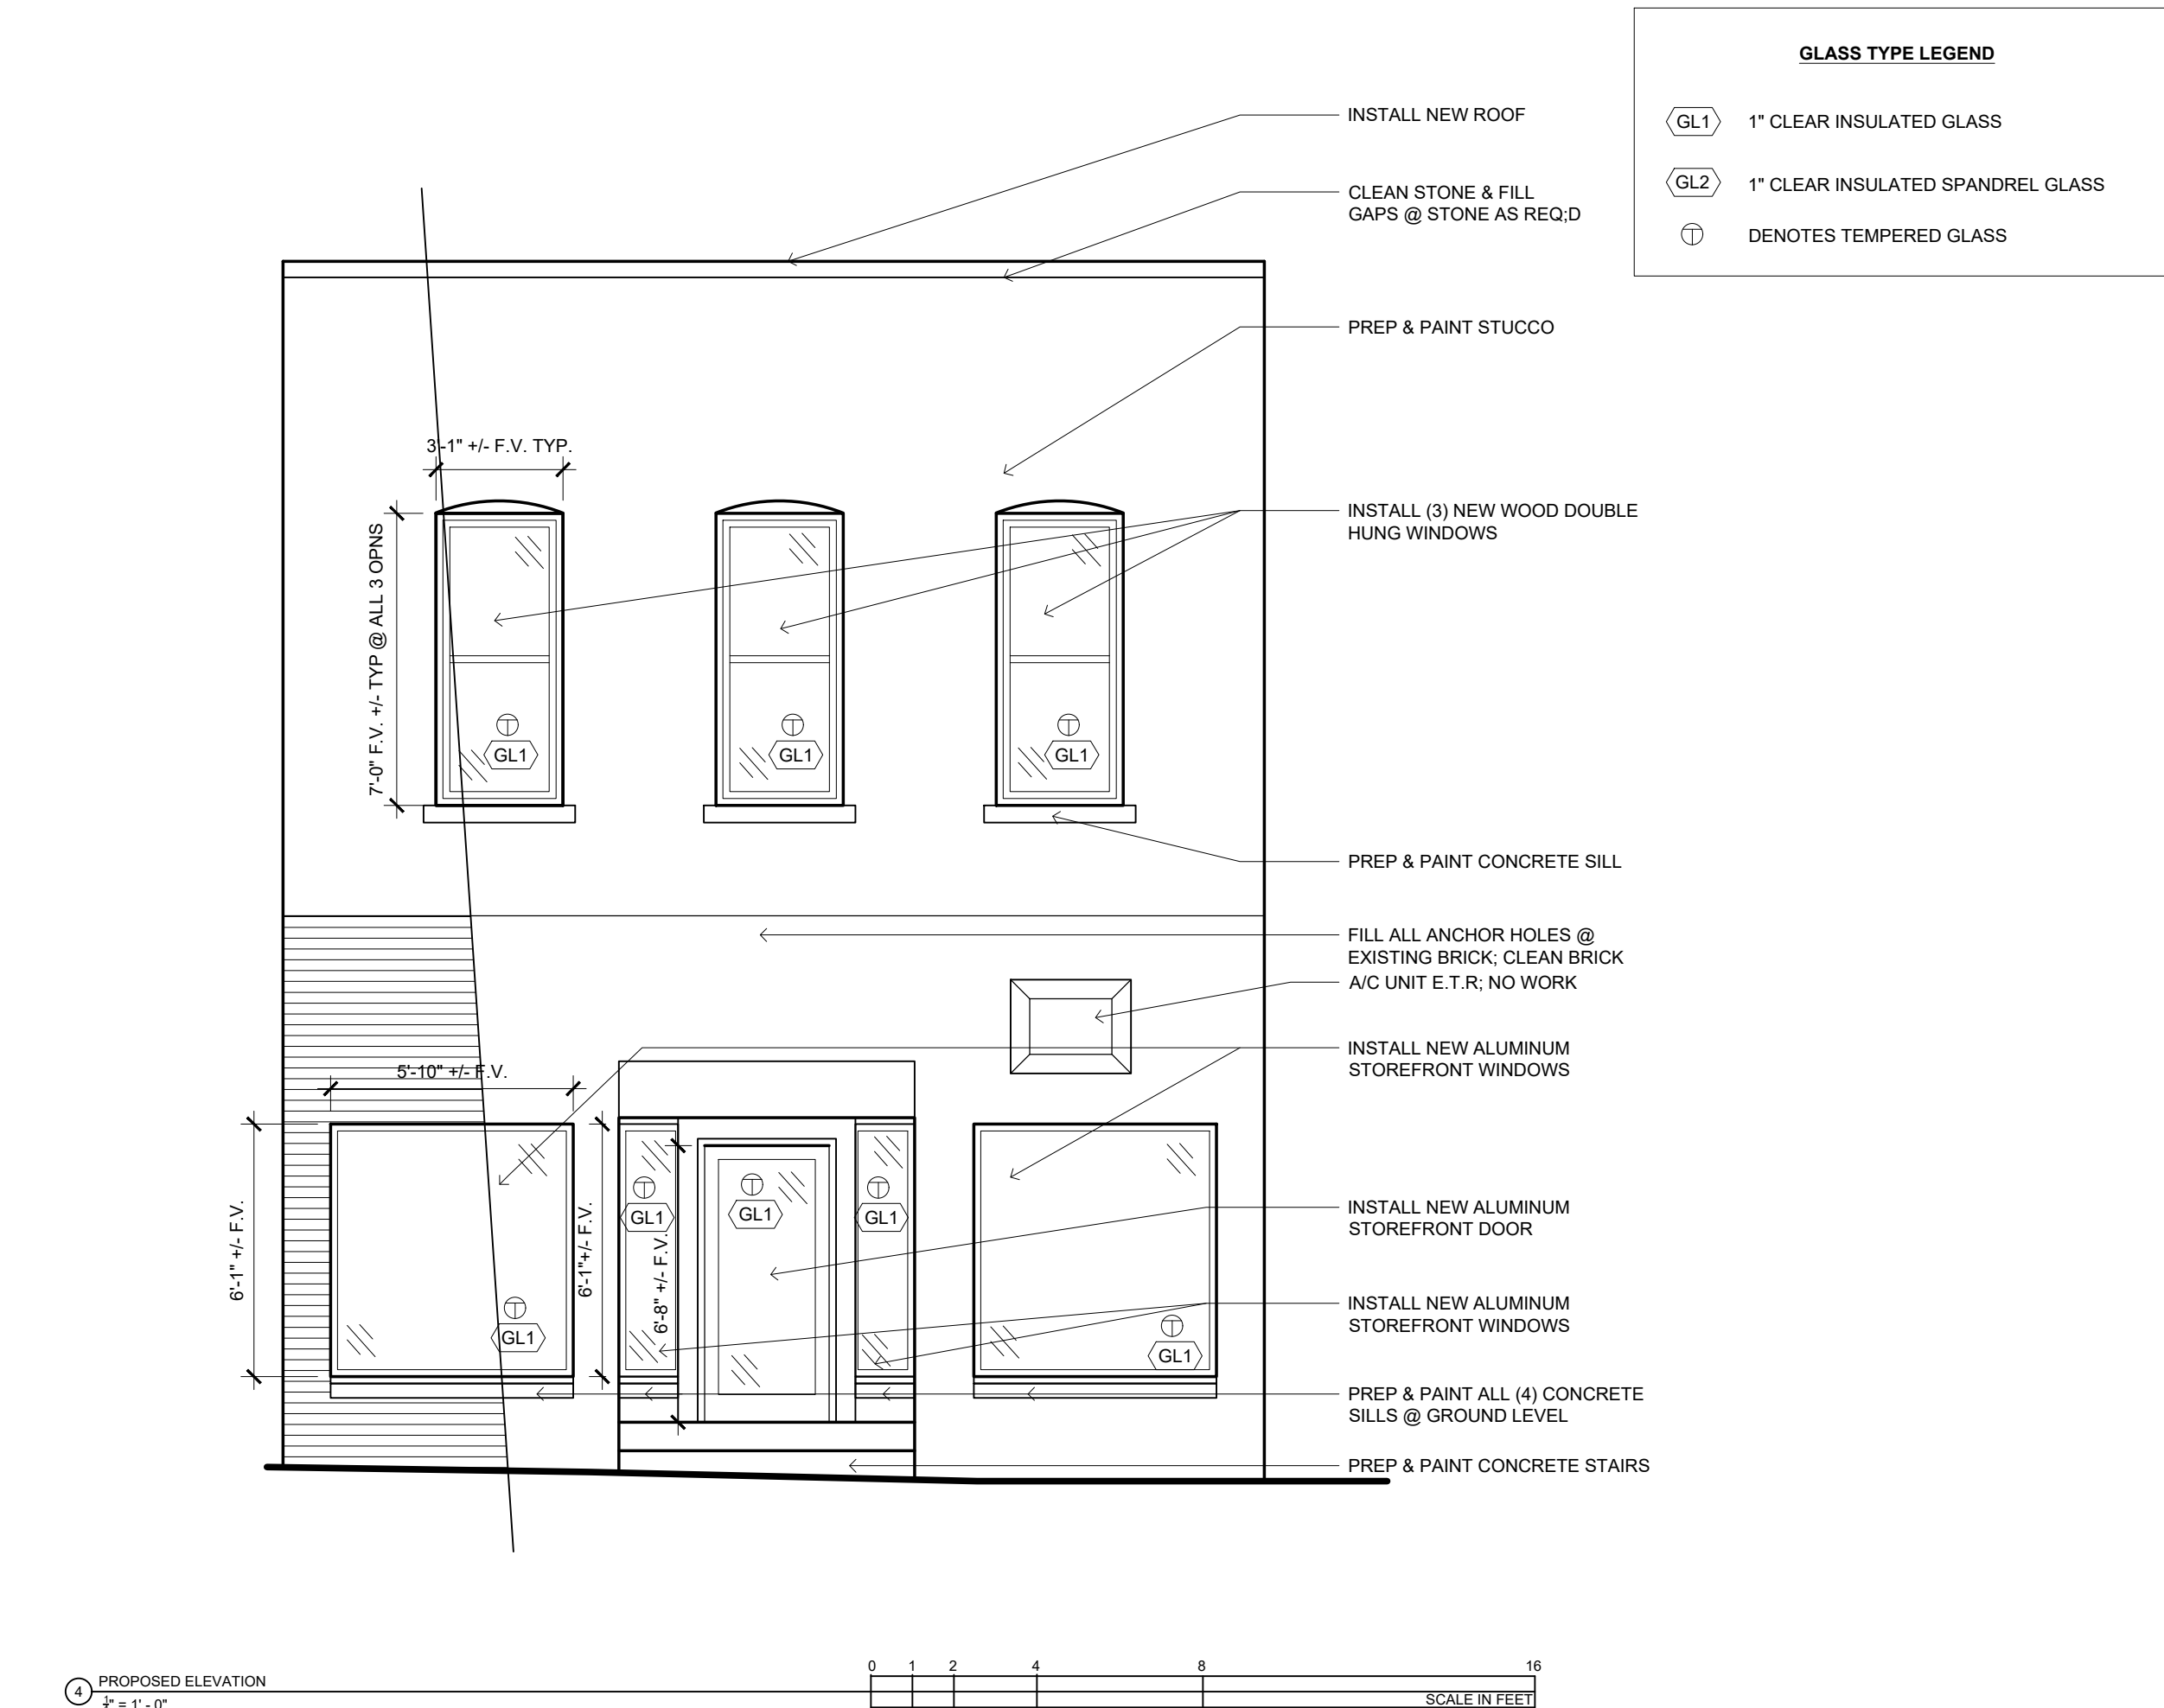 GLASS TYPE LEGEND
GL1 1" CLEAR INSULATED GLASS
GL2 1" CLEAR INSULATED SPANDREL GLASS
T DENOTES TEMPERED GLASS
INSTALL NEW ROOF
CLEAN STONE & FILL
GAPS @ STONE AS REQ;D
PREP & PAINT STUCCO
3'-1" +/- F.V. TYP.
7'-0" F.V. +/- TYP @ ALL 3 OPNS
INSTALL (3) NEW WOOD DOUBLE
HUNG WINDOWS
T T T
GL1 GL1 GL1
PREP & PAINT CONCRETE SILL
FILL ALL ANCHOR HOLES @
EXISTING BRICK; CLEAN BRICK
A/C UNIT E.T.R; NO WORK
INSTALL NEW ALUMINUM
STOREFRONT WINDOWS
5'-10" +/- F.V.
6'-1" +/- F.V.
6'-1"+/- F.V.
6'-8" +/- F.V.
T T T
GL1 GL1 GL1
INSTALL NEW ALUMINUM
STOREFRONT DOOR
INSTALL NEW ALUMINUM
STOREFRONT WINDOWS
T T
GL1 GL1
PREP & PAINT ALL (4) CONCRETE
SILLS @ GROUND LEVEL
PREP & PAINT CONCRETE STAIRS
4 PROPOSED ELEVATION
" = 1' - 0"
0 1 2 4 8 16
SCALE IN FEET